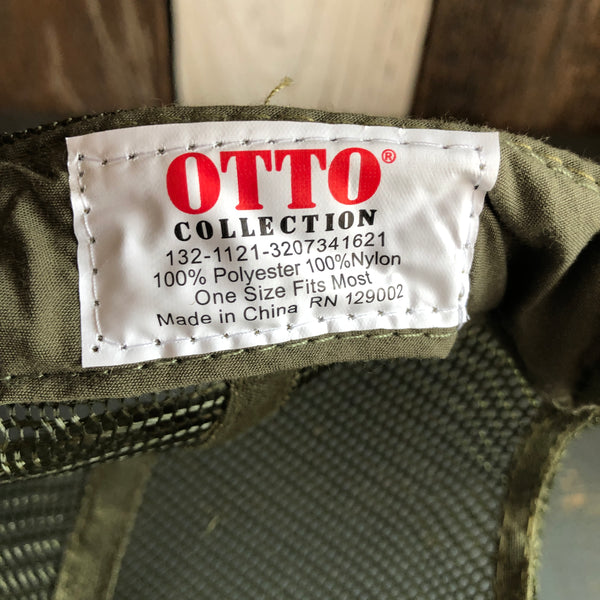 OTTO®
COLLECTION
132-1121-3207341621
100% Polyester 100%Nylon
One Size Fits Most
Made in China RN 129002